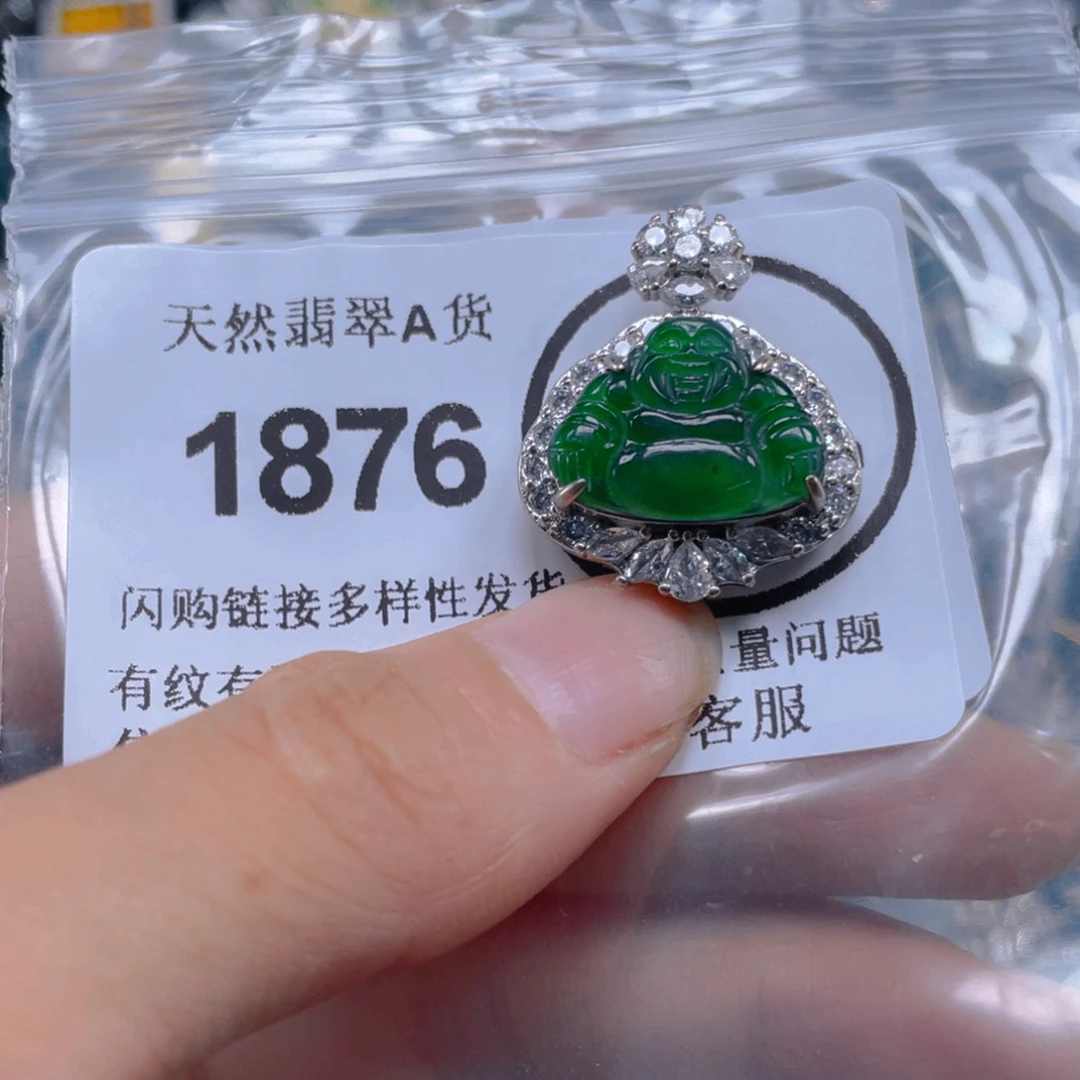 天然翡翠A货
1876
闪购链接多样性发货 量问题
有纹有 客服